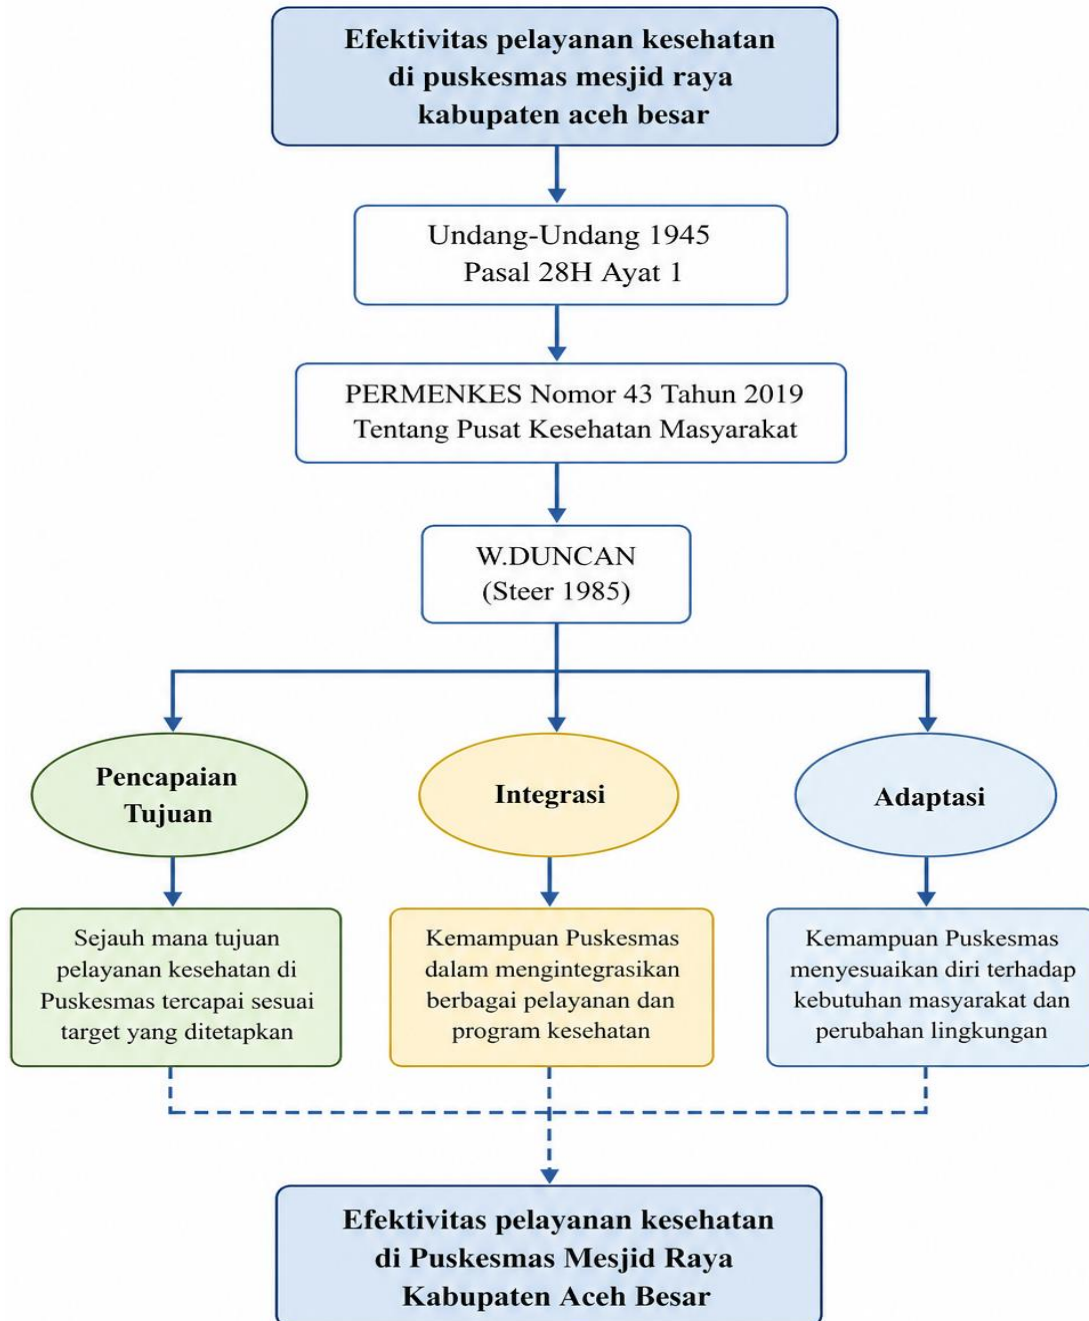 Efektivitas pelayanan kesehatan
di puskesmas mesjid raya
kabupaten aceh besar
Undang-Undang 1945
Pasal 28H Ayat 1
PERMENKES Nomor 43 Tahun 2019
Tentang Pusat Kesehatan Masyarakat
W.DUNCAN
(Steer 1985)
Pencapaian
Tujuan
Integrasi
Adaptasi
Sejauh mana tujuan
pelayanan kesehatan di
Puskesmas tercapai sesuai
target yang ditetapkan
Kemampuan Puskesmas
dalam mengintegrasikan
berbagai pelayanan dan
program kesehatan
Kemampuan Puskesmas
menyesuaikan diri terhadap
kebutuhan masyarakat dan
perubahan lingkungan
Efektivitas pelayanan kesehatan
di Puskesmas Mesjid Raya
Kabupaten Aceh Besar